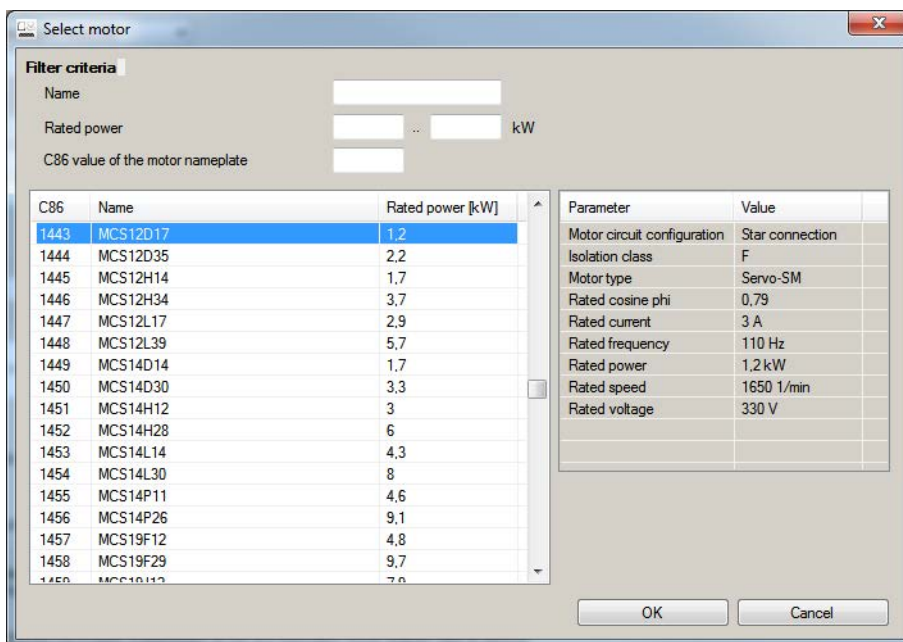 Select motor
Filter criteria
Name
Rated power .. kW
C86 value of the motor nameplate
C86 Name Rated power [kW]
1443 MCS12D17 1,2
1444 MCS12D35 2,2
1445 MCS12H14 1,7
1446 MCS12H34 3,7
1447 MCS12L17 2,9
1448 MCS12L39 5,7
1449 MCS14D14 1,7
1450 MCS14D30 3,3
1451 MCS14H12 3
1452 MCS14H28 6
1453 MCS14L14 4,3
1454 MCS14L30 8
1455 MCS14P11 4,6
1456 MCS14P26 9,1
1457 MCS19F12 4,8
1458 MCS19F29 9,7
Parameter Value
Motor circuit configuration Star connection
Isolation class F
Motor type Servo-SM
Rated cosine phi 0,79
Rated current 3 A
Rated frequency 110 Hz
Rated power 1,2 kW
Rated speed 1650 1/min
Rated voltage 330 V
OK Cancel